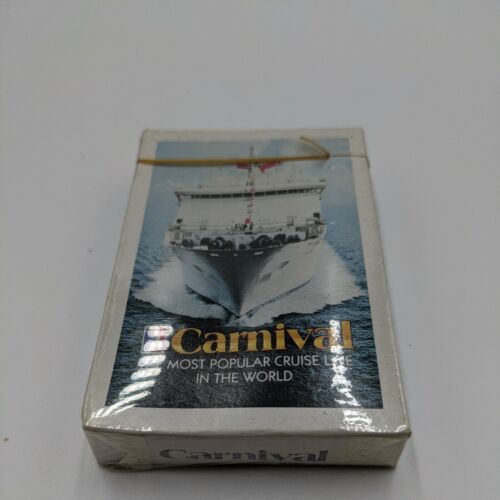 Carnival
MOST POPULAR CRUISE LINE
IN THE WORLD
Carnival